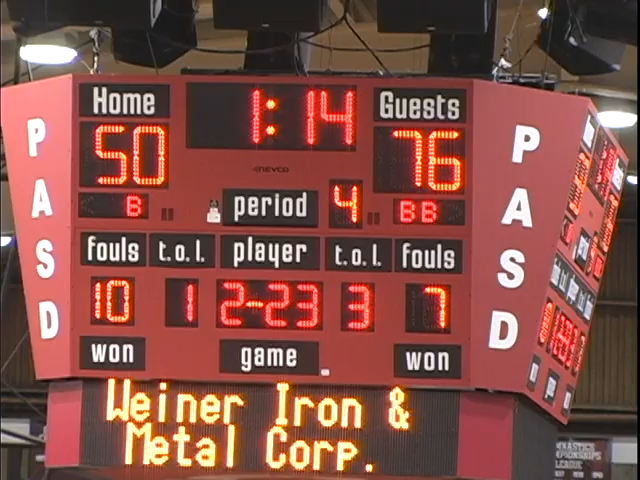 Home 1:14 Guests
50 76
NEVCO
B period 4 BB
fouls t.o.l. player t.o.l. fouls
10 1 2-23 3 7
won game won
PASD
PASD
Weiner Iron &
Metal Corp.